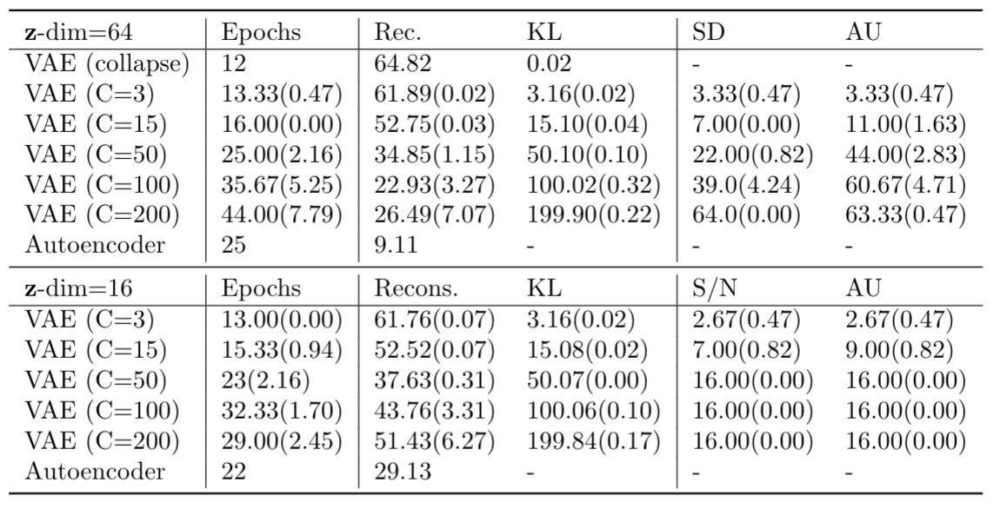 z-dim=64 Epochs Rec. KL SD AU
VAE (collapse) 12 64.82 0.02 - -
VAE (C=3) 13.33(0.47) 61.89(0.02) 3.16(0.02) 3.33(0.47) 3.33(0.47)
VAE (C=15) 16.00(0.00) 52.75(0.03) 15.10(0.04) 7.00(0.00) 11.00(1.63)
VAE (C=50) 25.00(2.16) 34.85(1.15) 50.10(0.10) 22.00(0.82) 44.00(2.83)
VAE (C=100) 35.67(5.25) 22.93(3.27) 100.02(0.32) 39.0(4.24) 60.67(4.71)
VAE (C=200) 44.00(7.79) 26.49(7.07) 199.90(0.22) 64.0(0.00) 63.33(0.47)
Autoencoder 25 9.11 - - -
z-dim=16 Epochs Recons. KL S/N AU
VAE (C=3) 13.00(0.00) 61.76(0.07) 3.16(0.02) 2.67(0.47) 2.67(0.47)
VAE (C=15) 15.33(0.94) 52.52(0.07) 15.08(0.02) 7.00(0.82) 9.00(0.82)
VAE (C=50) 23(2.16) 37.63(0.31) 50.07(0.00) 16.00(0.00) 16.00(0.00)
VAE (C=100) 32.33(1.70) 43.76(3.31) 100.06(0.10) 16.00(0.00) 16.00(0.00)
VAE (C=200) 29.00(2.45) 51.43(6.27) 199.84(0.17) 16.00(0.00) 16.00(0.00)
Autoencoder 22 29.13 - - -